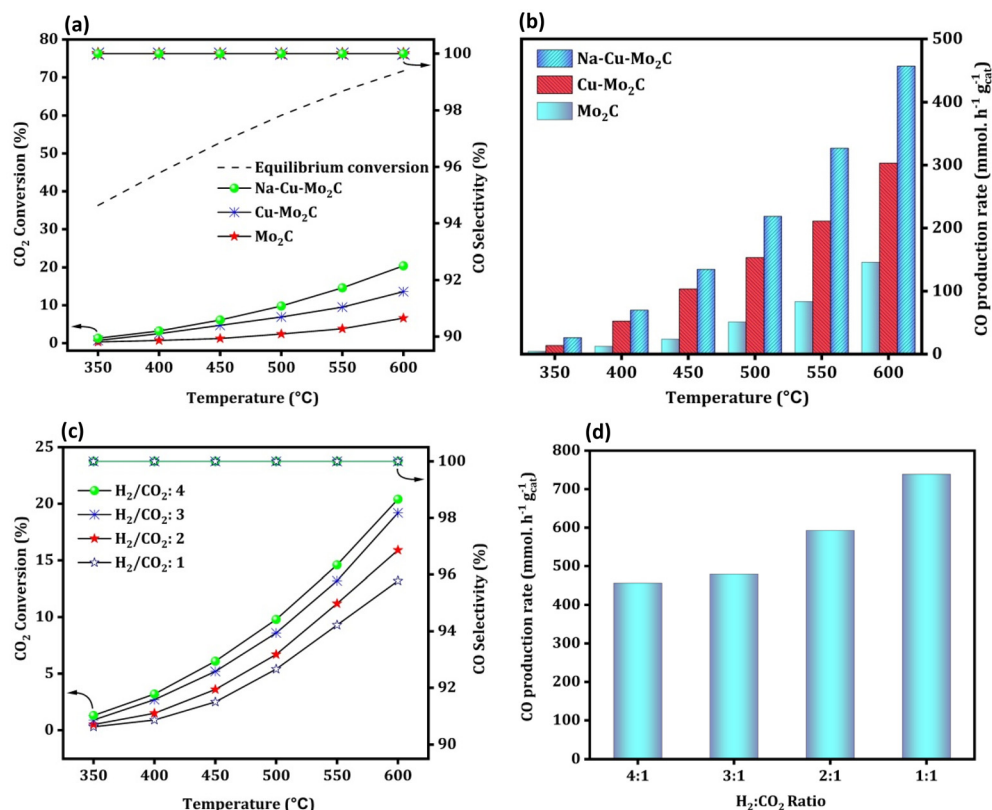 (a)
80
70
60
50
40
30
20
10
0
CO₂ Conversion (%)
100
98
96
94
92
90
CO Selectivity (%)
Equilibrium conversion
Na-Cu-Mo₂C
Cu-Mo₂C
Mo₂C
350 400 450 500 550 600
Temperature (°C)
(b)
Na-Cu-Mo₂C
Cu-Mo₂C
Mo₂C
500
400
300
200
100
0
CO production rate (mmol. h⁻¹ g⁻¹cat)
350 400 450 500 550 600
Temperature (°C)
(c)
25
20
15
10
5
0
CO₂ Conversion (%)
100
98
96
94
92
90
CO Selectivity (%)
H₂/CO₂: 4
H₂/CO₂: 3
H₂/CO₂: 2
H₂/CO₂: 1
350 400 450 500 550 600
Temperature (°C)
(d)
800
700
600
500
400
300
200
100
0
CO production rate (mmol. h⁻¹ g⁻¹cat)
4:1 3:1 2:1 1:1
H₂:CO₂ Ratio